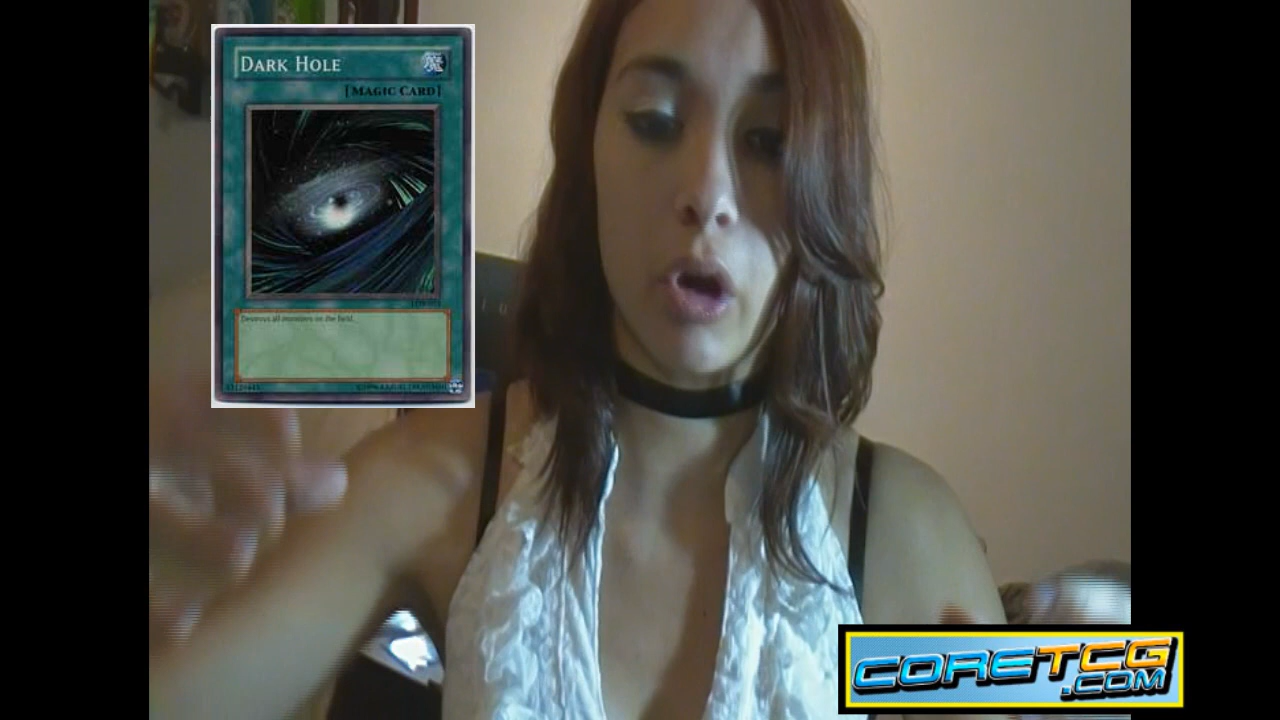 DARK HOLE
[MAGIC CARD]
Destroys all monsters on the field.
CORETCG
.COM